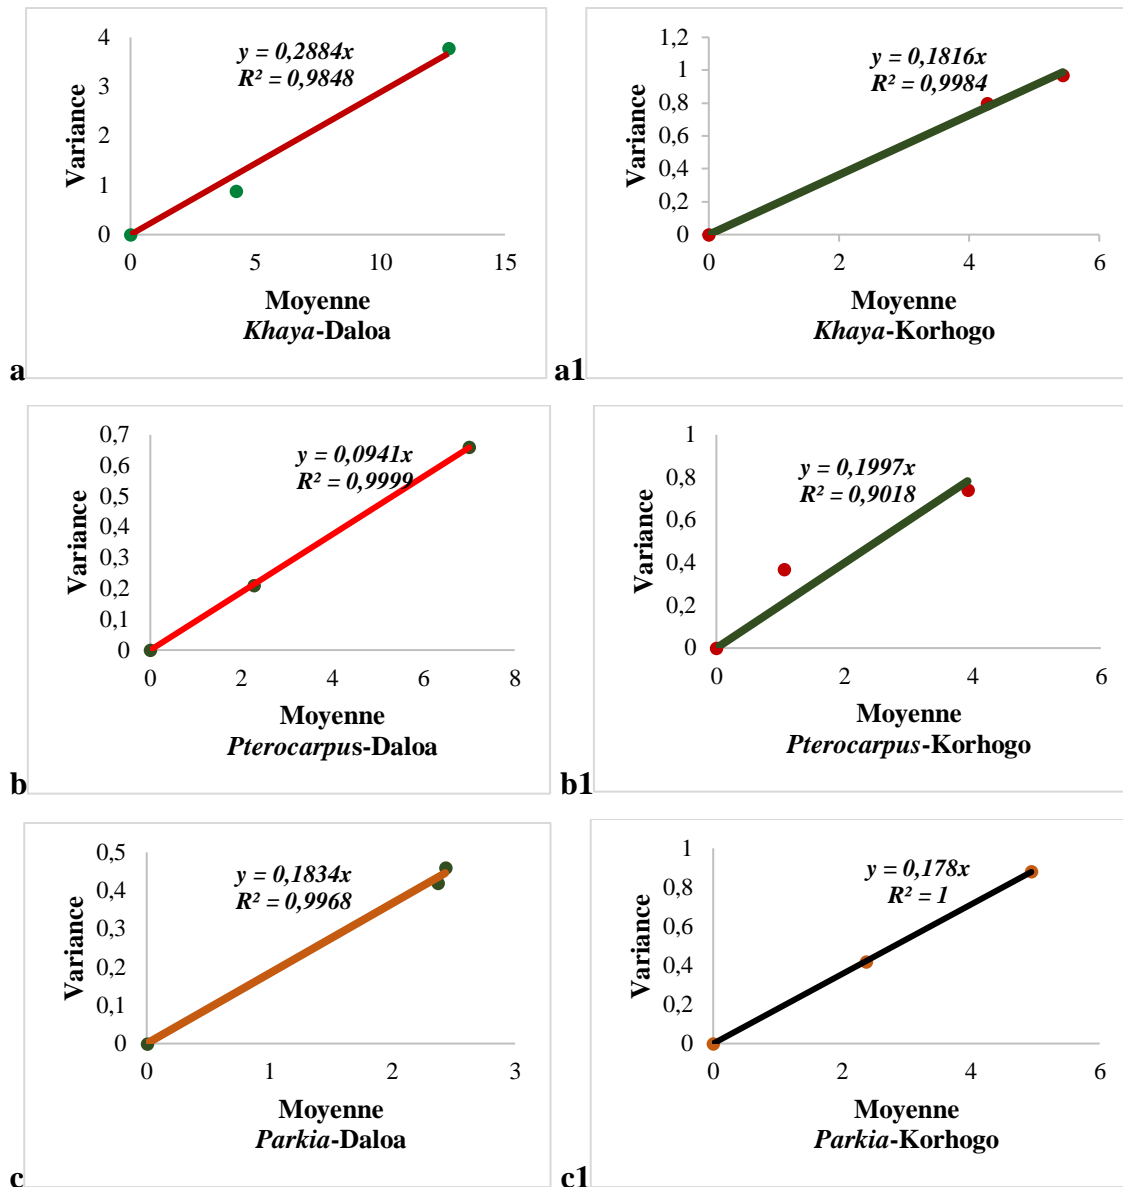 4
3
2
1
0
0
5
10
15
y = 0,2884x
R² = 0,9848
Variance
Moyenne
Khaya-Daloa
a
1,2
1
0,8
0,6
0,4
0,2
0
0
2
4
6
y = 0,1816x
R² = 0,9984
Variance
Moyenne
Khaya-Korhogo
a1
0,7
0,6
0,5
0,4
0,3
0,2
0,1
0
0
2
4
6
8
y = 0,0941x
R² = 0,9999
Variance
Moyenne
Pterocarpus-Daloa
b
1
0,8
0,6
0,4
0,2
0
0
2
4
6
y = 0,1997x
R² = 0,9018
Variance
Moyenne
Pterocarpus-Korhogo
b1
0,5
0,4
0,3
0,2
0,1
0
0
1
2
3
y = 0,1834x
R² = 0,9968
Variance
Moyenne
Parkia-Daloa
c
1
0,8
0,6
0,4
0,2
0
0
2
4
6
y = 0,178x
R² = 1
Variance
Moyenne
Parkia-Korhogo
c1